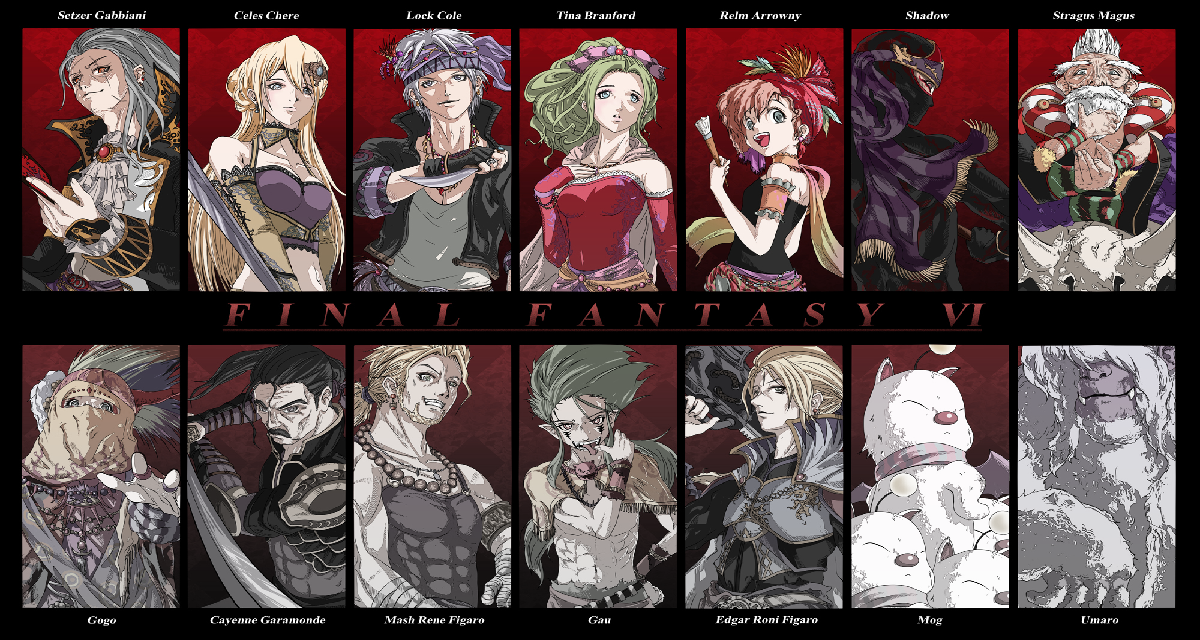 Setzer Gabbiani
Celes Chere
Lock Cole
Tina Branford
Relm Arrowny
Shadow
Stragus Magus
FINAL FANTASY VI
Gogo
Cayenne Garamonde
Mash Rene Figaro
Gau
Edgar Roni Figaro
Mog
Umaro